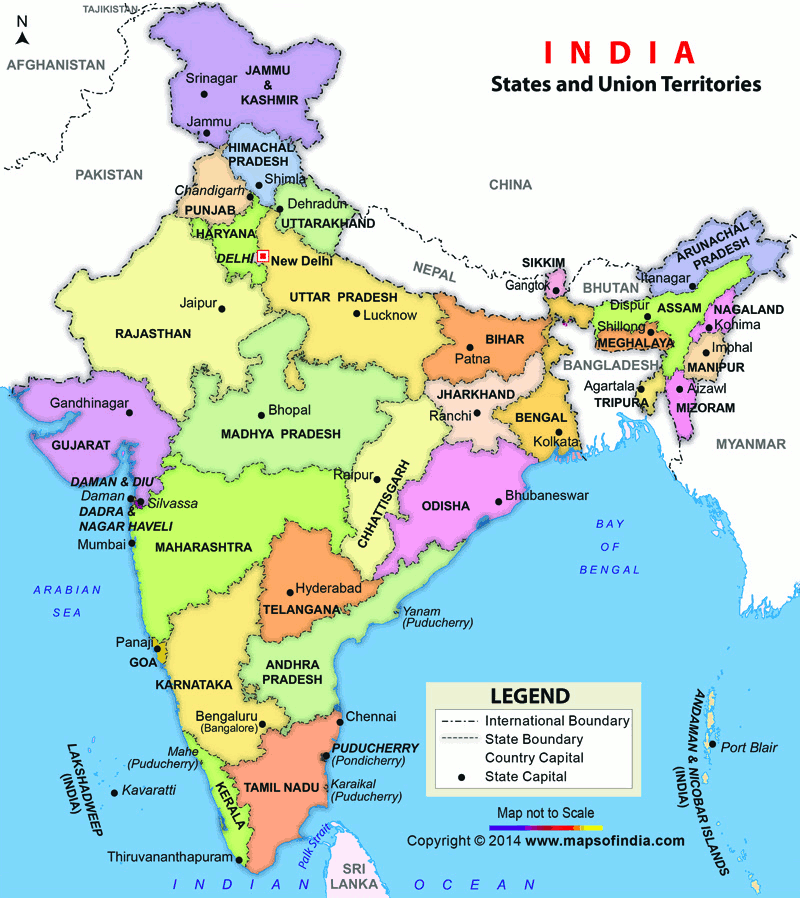 TAJIKISTAN
N
AFGHANISTAN
INDIA
States and Union Territories
JAMMU
&
KASHMIR
Srinagar
Jammu
HIMACHAL
PRADESH
Shimla
PAKISTAN
CHINA
Chandigarh
PUNJAB
Dehradun
UTTARAKHAND
HARYANA
DELHI
New Delhi
ARUNACHAL
PRADESH
Itanagar
NEPAL
SIKKIM
Gangtok
BHUTAN
Dispur
ASSAM
NAGALAND
Kohima
Shillong
MEGHALAYA
Imphal
MANIPUR
Jaipur
RAJASTHAN
UTTAR PRADESH
Lucknow
BIHAR
Patna
BANGLADESH
Agartala
TRIPURA
Aizawl
MIZORAM
MYANMAR
Gandhinagar
GUJARAT
Bhopal
MADHYA PRADESH
JHARKHAND
Ranchi
BENGAL
Kolkata
DAMAN & DIU
Daman
Silvassa
DADRA &
NAGAR HAVELI
Mumbai
MAHARASHTRA
Raipur
CHHATTISGARH
ODISHA
Bhubaneswar
BAY
OF
BENGAL
ARABIAN
SEA
Hyderabad
TELANGANA
Yanam
(Puducherry)
Panaji
GOA
KARNATAKA
ANDHRA
PRADESH
Bengaluru
(Bangalore)
Chennai
Mahe
(Puducherry)
PUDUCHERRY
(Pondicherry)
TAMIL NADU
Karaikal
(Puducherry)
KERALA
LAKSHADWEEP
(INDIA)
Kavaratti
Thiruvananthapuram
Palk Strait
SRI
LANKA
INDIAN OCEAN
LEGEND
International Boundary
State Boundary
Country Capital
State Capital
Map not to Scale
Copyright © 2014 www.mapsofindia.com
ANDAMAN & NICOBAR ISLANDS
(INDIA)
Port Blair